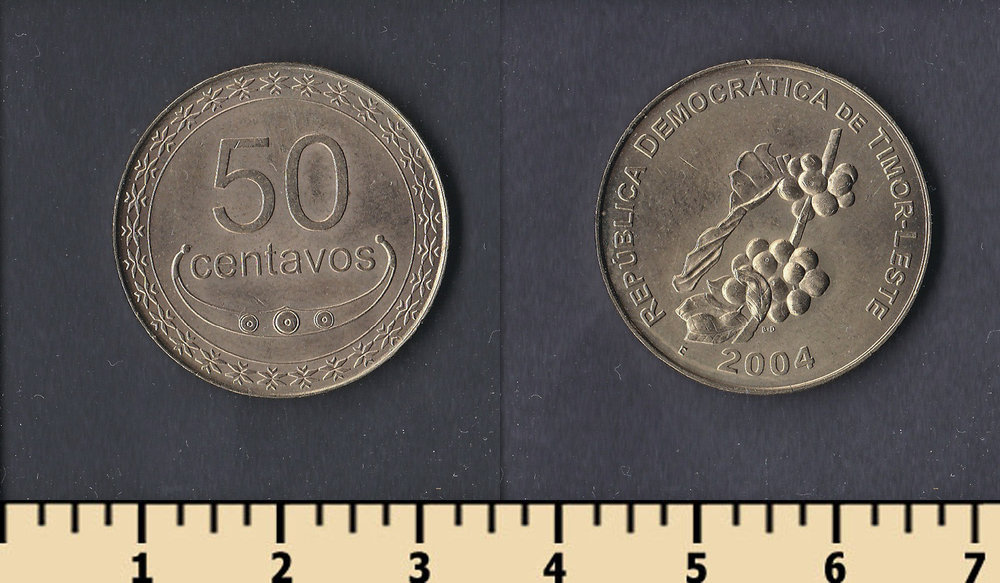 50
centavos
REPÚBLICA DEMOCRÁTICA DE TIMOR-LESTE
E
2004
1 2 3 4 5 6 7